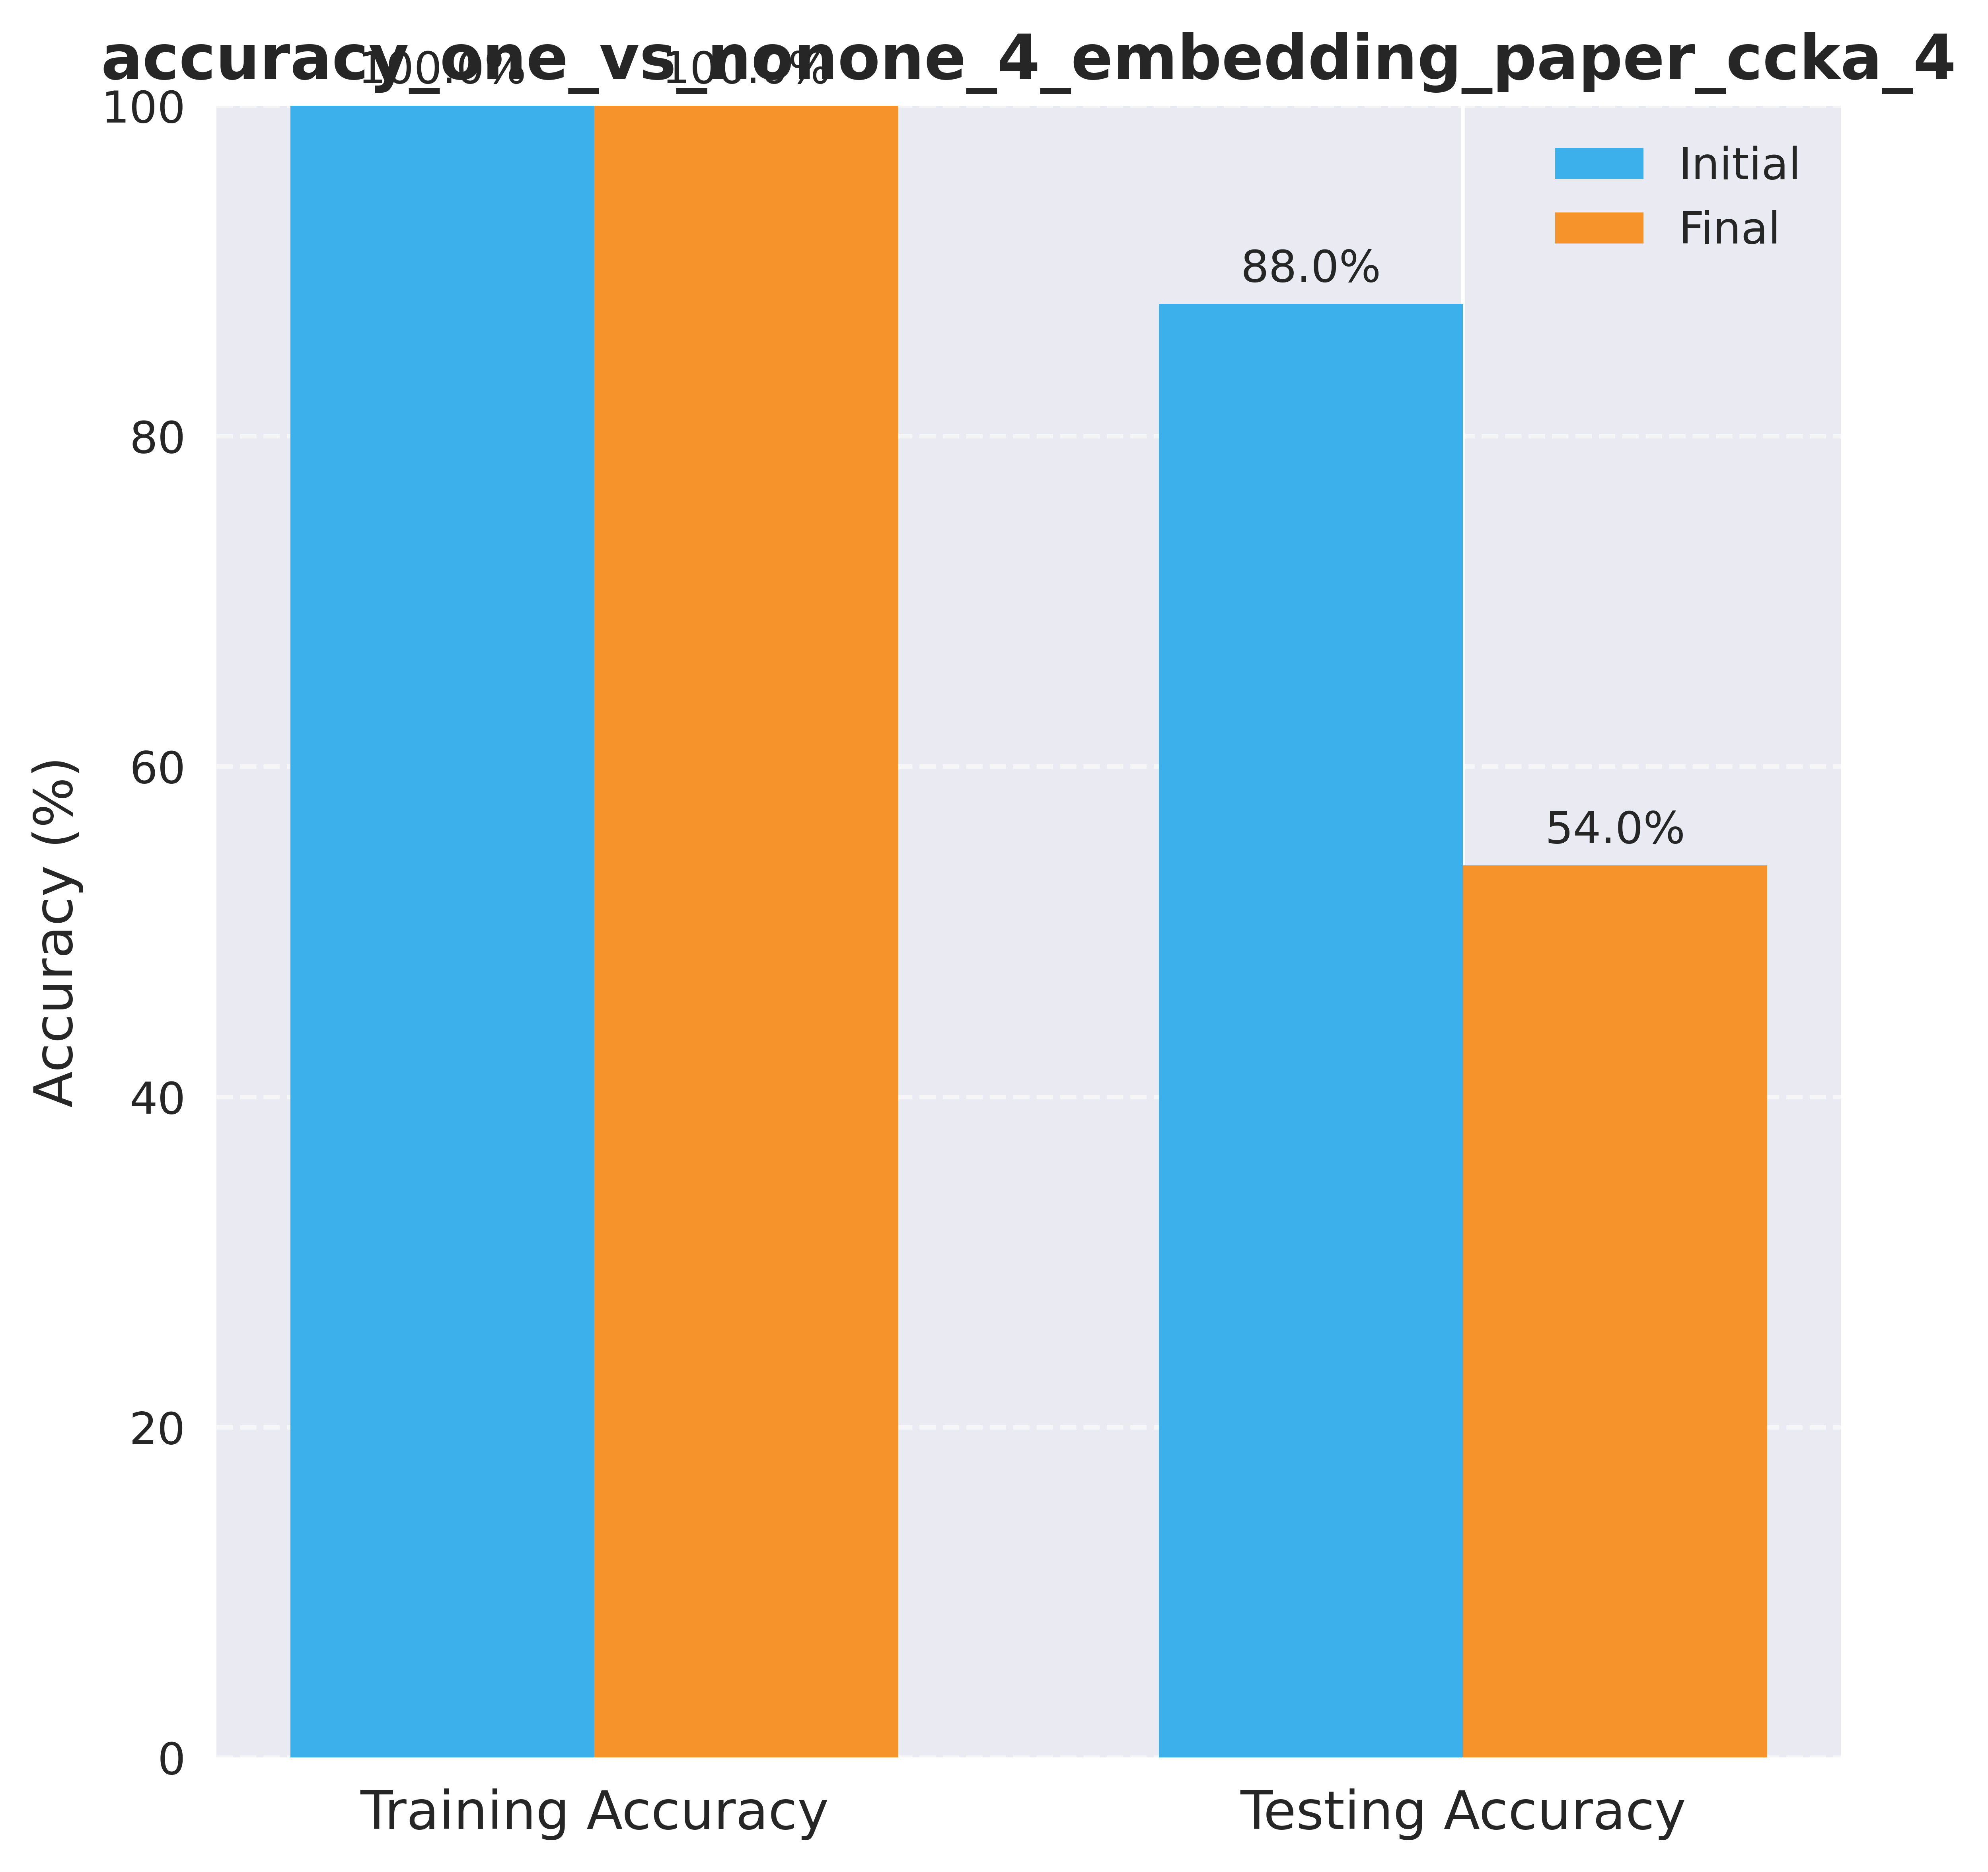 accuracy_one_vs_nonone_4_embedding_paper_ccka_4
100.0% 100.0%
100
80
60
40
20
0
Accuracy (%)
Initial
Final
88.0%
54.0%
Training Accuracy Testing Accuracy